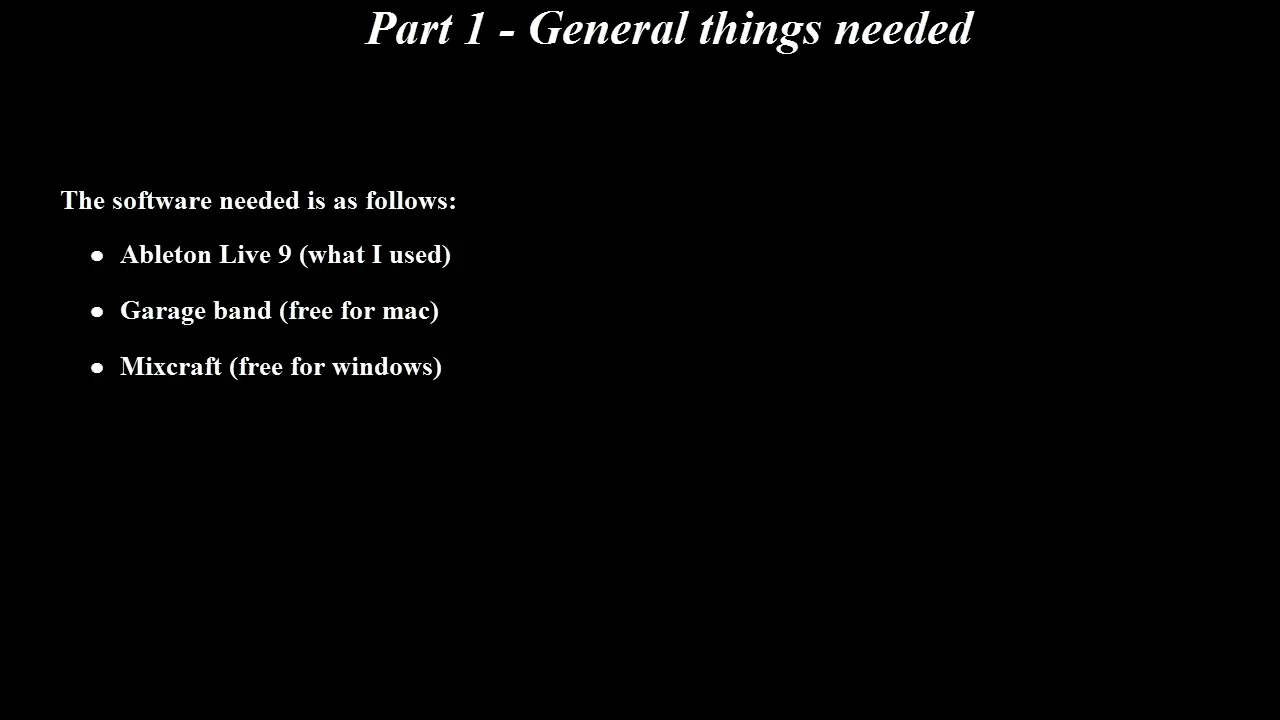 Part 1 - General things needed
The software needed is as follows:
● Ableton Live 9 (what I used)
● Garage band (free for mac)
● Mixcraft (free for windows)